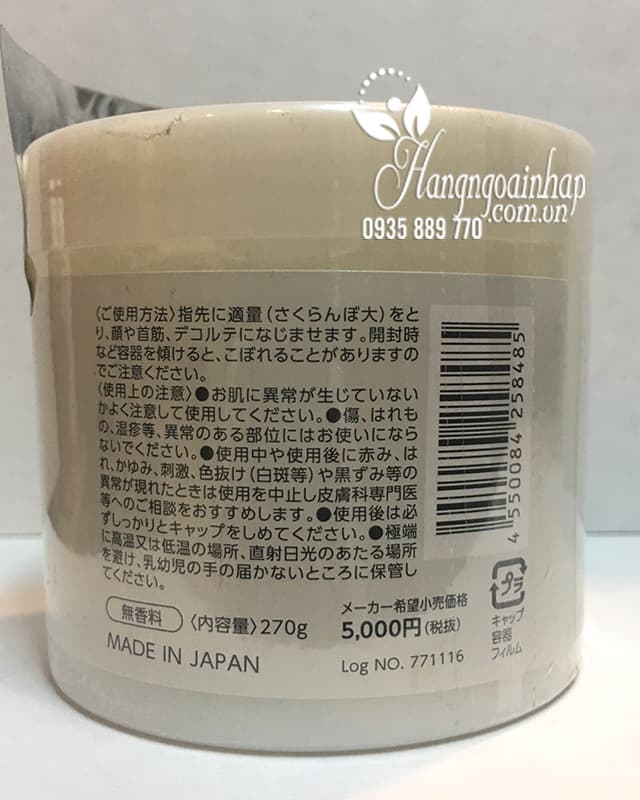 Hangngoainhap
.com.vn
0935 889 770
〈ご使用方法〉指先に適量（さくらんぼ大）をと
り、顔や首筋、デコルテになじませます。開封時
など容器を傾けると、こぼれることがありますの
でご注意ください。
〈使用上の注意〉●お肌に異常が生じていない
かよく注意して使用してください。●傷、はれも
の、湿疹等、異常のある部位にはお使いになら
ないでください。●使用中や使用後に赤み、は
れ、かゆみ、刺激、色抜け（白斑等）や黒ずみ等の
異常が現れたときは使用を中止し皮膚科専門医
等へのご相談をおすすめします。●使用後は必
ずしっかりとキャップをしめてください。●極端
に高温又は低温の場所、直射日光のあたる場所
を避け、乳幼児の手の届かないところに保管し
てください。
無香料 〈内容量〉270g
MADE IN JAPAN
メーカー希望小売価格
5,000円（税抜）
Log NO. 771116
4 550084 258485
プラ
キャップ
容器
フィルム